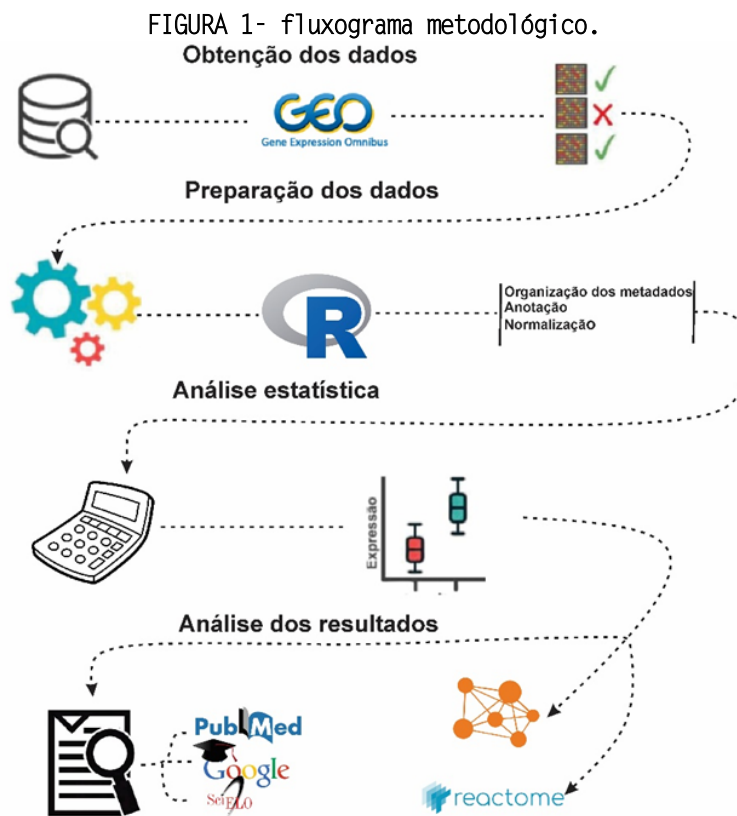 FIGURA 1- fluxograma metodológico.
Obtenção dos dados
GEO
Gene Expression Omnibus
Preparação dos dados
R
Organização dos metadados
Anotação
Normalização
Análise estatística
Expressão
Análise dos resultados
PubMed
Google
SciELO
reactome